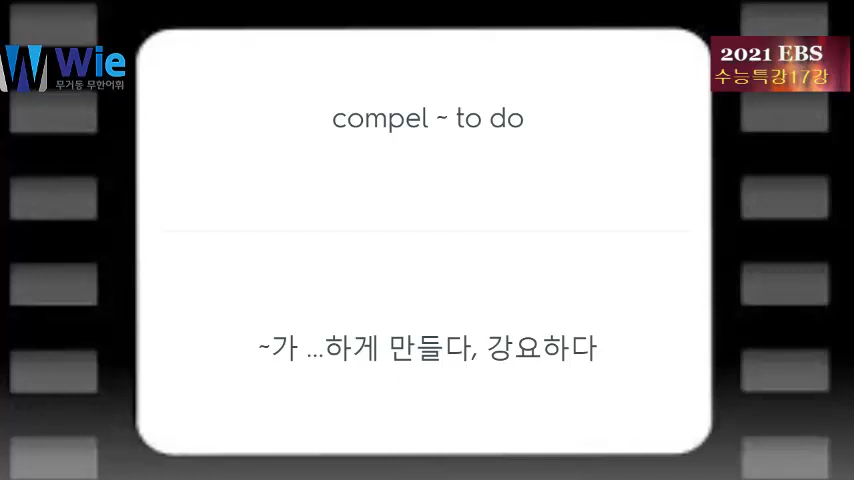 Wie
무거동 무한어휘
2021 EBS
수능특강17강
compel ~ to do
~가 ...하게 만들다, 강요하다